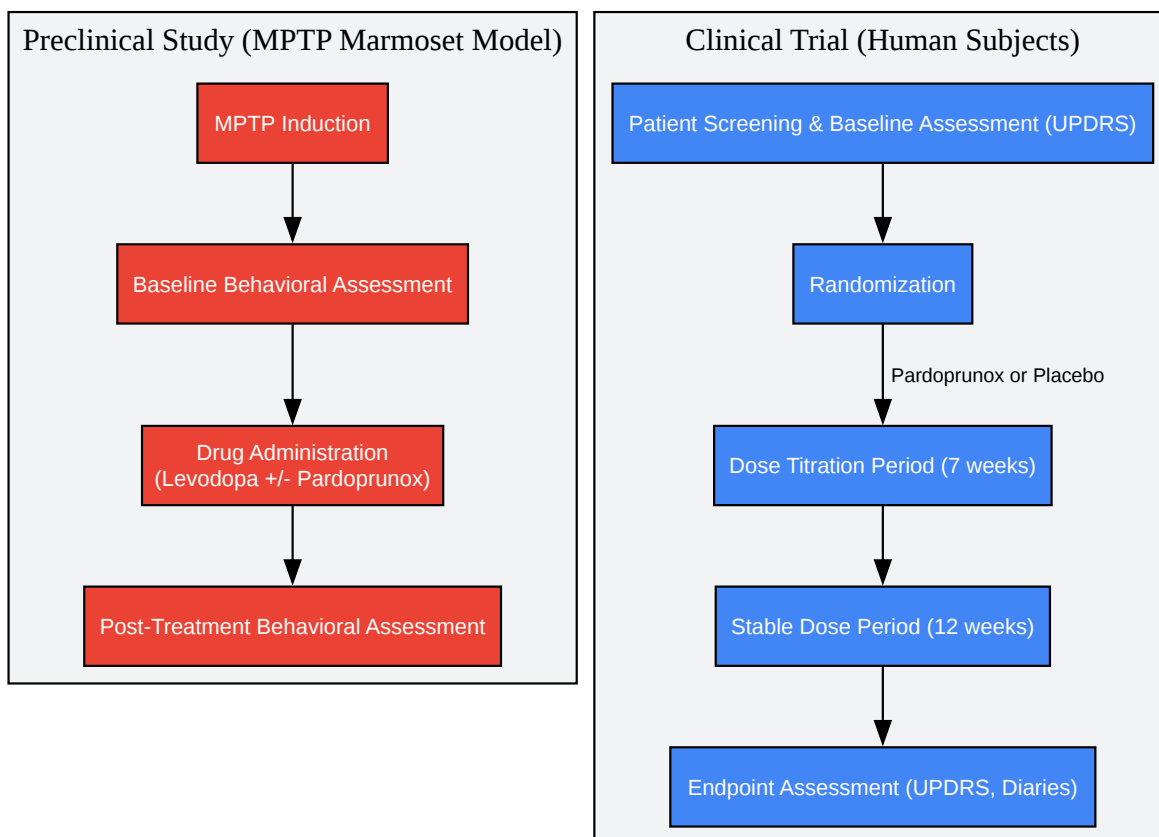 Preclinical Study (MPTP Marmoset Model)
MPTP Induction
Baseline Behavioral Assessment
Drug Administration
(Levodopa +/- Pardoprunox)
Post-Treatment Behavioral Assessment
Clinical Trial (Human Subjects)
Patient Screening & Baseline Assessment (UPDRS)
Randomization
Pardoprunox or Placebo
Dose Titration Period (7 weeks)
Stable Dose Period (12 weeks)
Endpoint Assessment (UPDRS, Diaries)